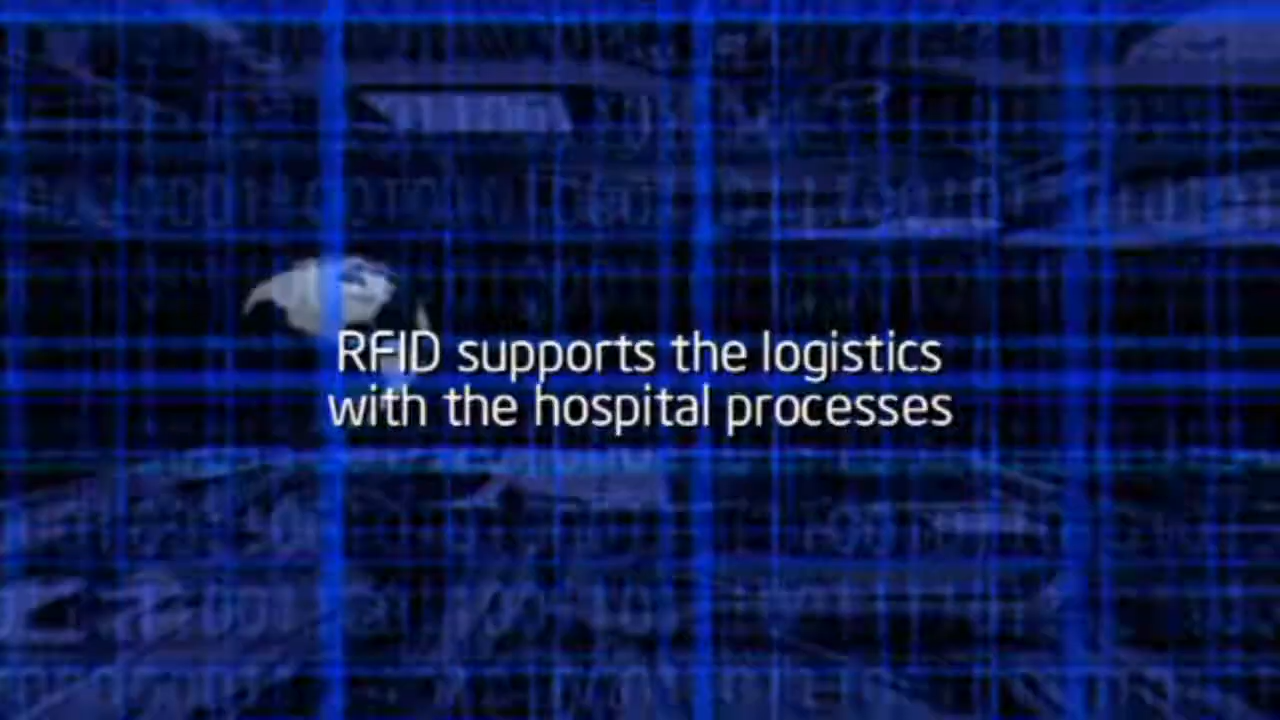 RFID supports the logistics
with the hospital processes